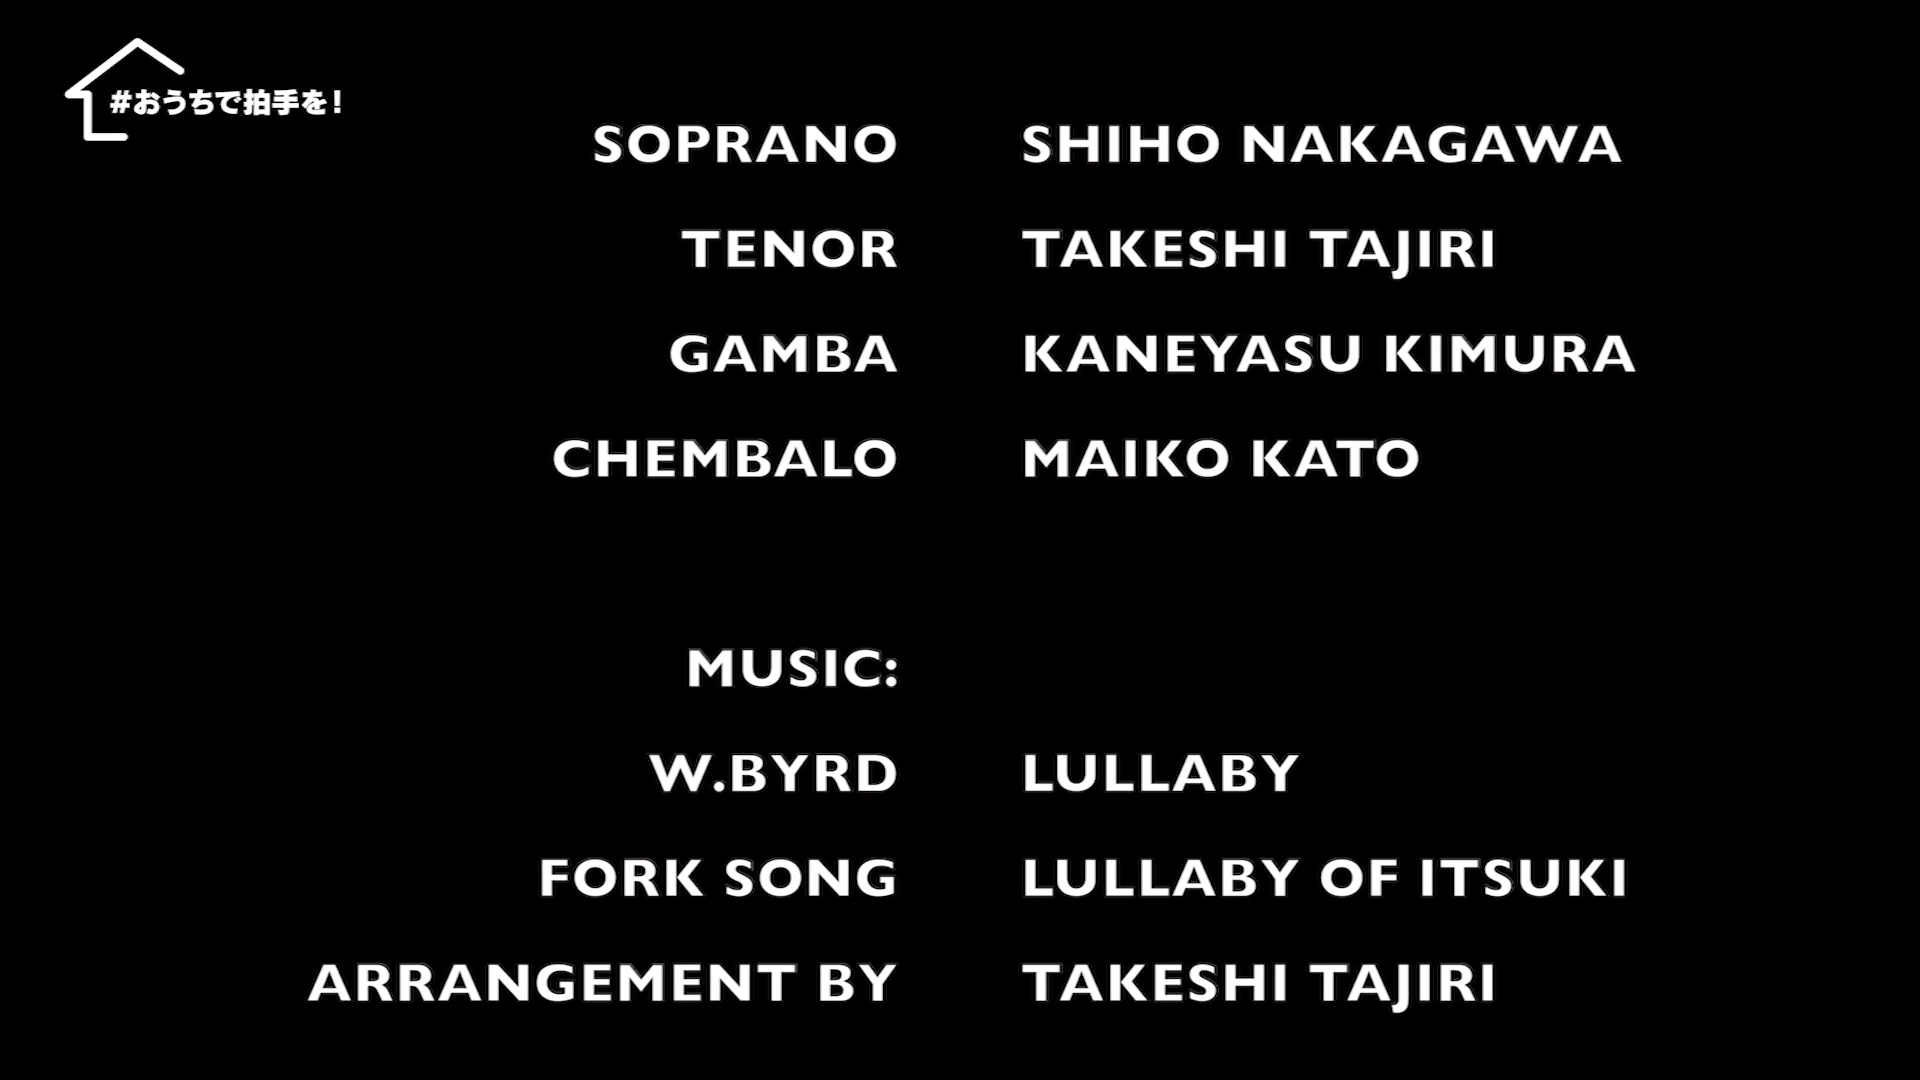 #おうちで拍手を!
SOPRANO SHIHO NAKAGAWA
TENOR TAKESHI TAJIRI
GAMBA KANEYASU KIMURA
CHEMBALO MAIKO KATO
MUSIC:
W.BYRD LULLABY
FORK SONG LULLABY OF ITSUKI
ARRANGEMENT BY TAKESHI TAJIRI